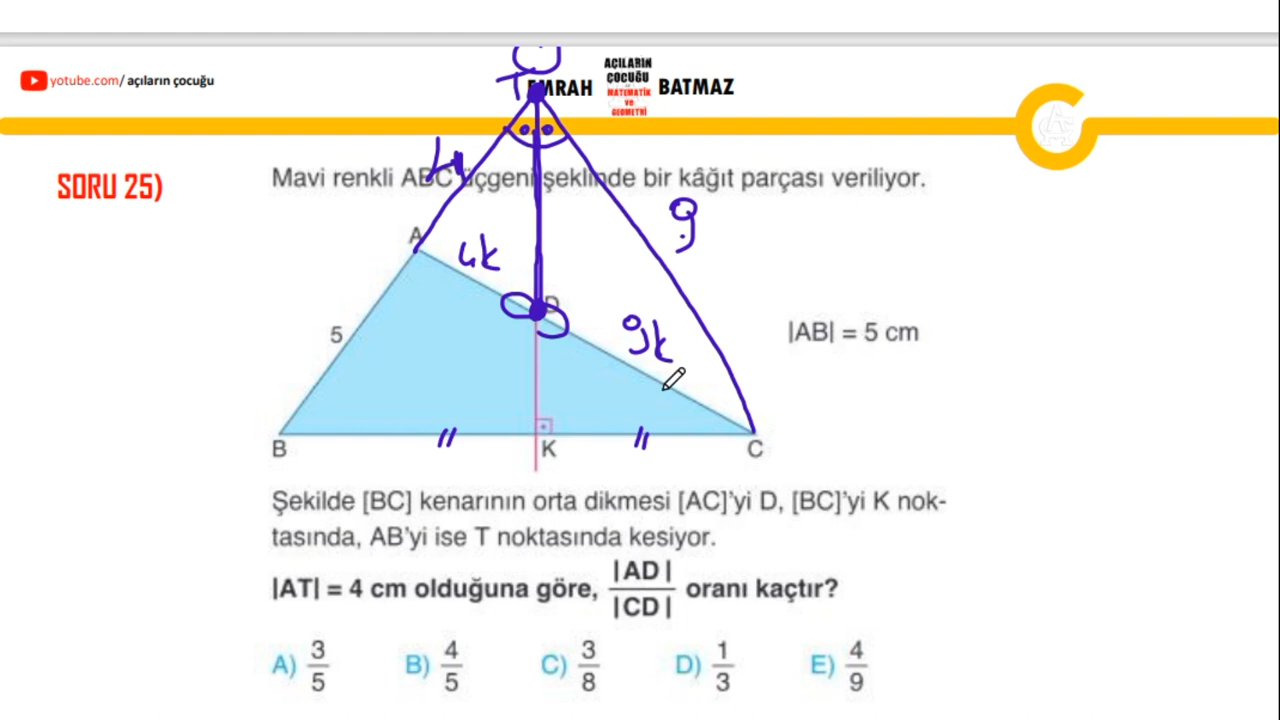 yotube.com/ açıların çocuğu
EMRAH
AÇILARIN
ÇOCUĞU
MATEMATİK
ve
GEOMETRİ
BATMAZ
SORU 25)
Mavi renkli ABC üçgeni şeklinde bir kâğıt parçası veriliyor.
T
4
9
A
4k
D
9k
5
|AB| = 5 cm
B
K
C
Şekilde [BC] kenarının orta dikmesi [AC]'yi D, [BC]'yi K nok-
tasında, AB'yi ise T noktasında kesiyor.
|AT| = 4 cm olduğuna göre, |AD| / |CD| oranı kaçtır?
A) 3/5 B) 4/5 C) 3/8 D) 1/3 E) 4/9